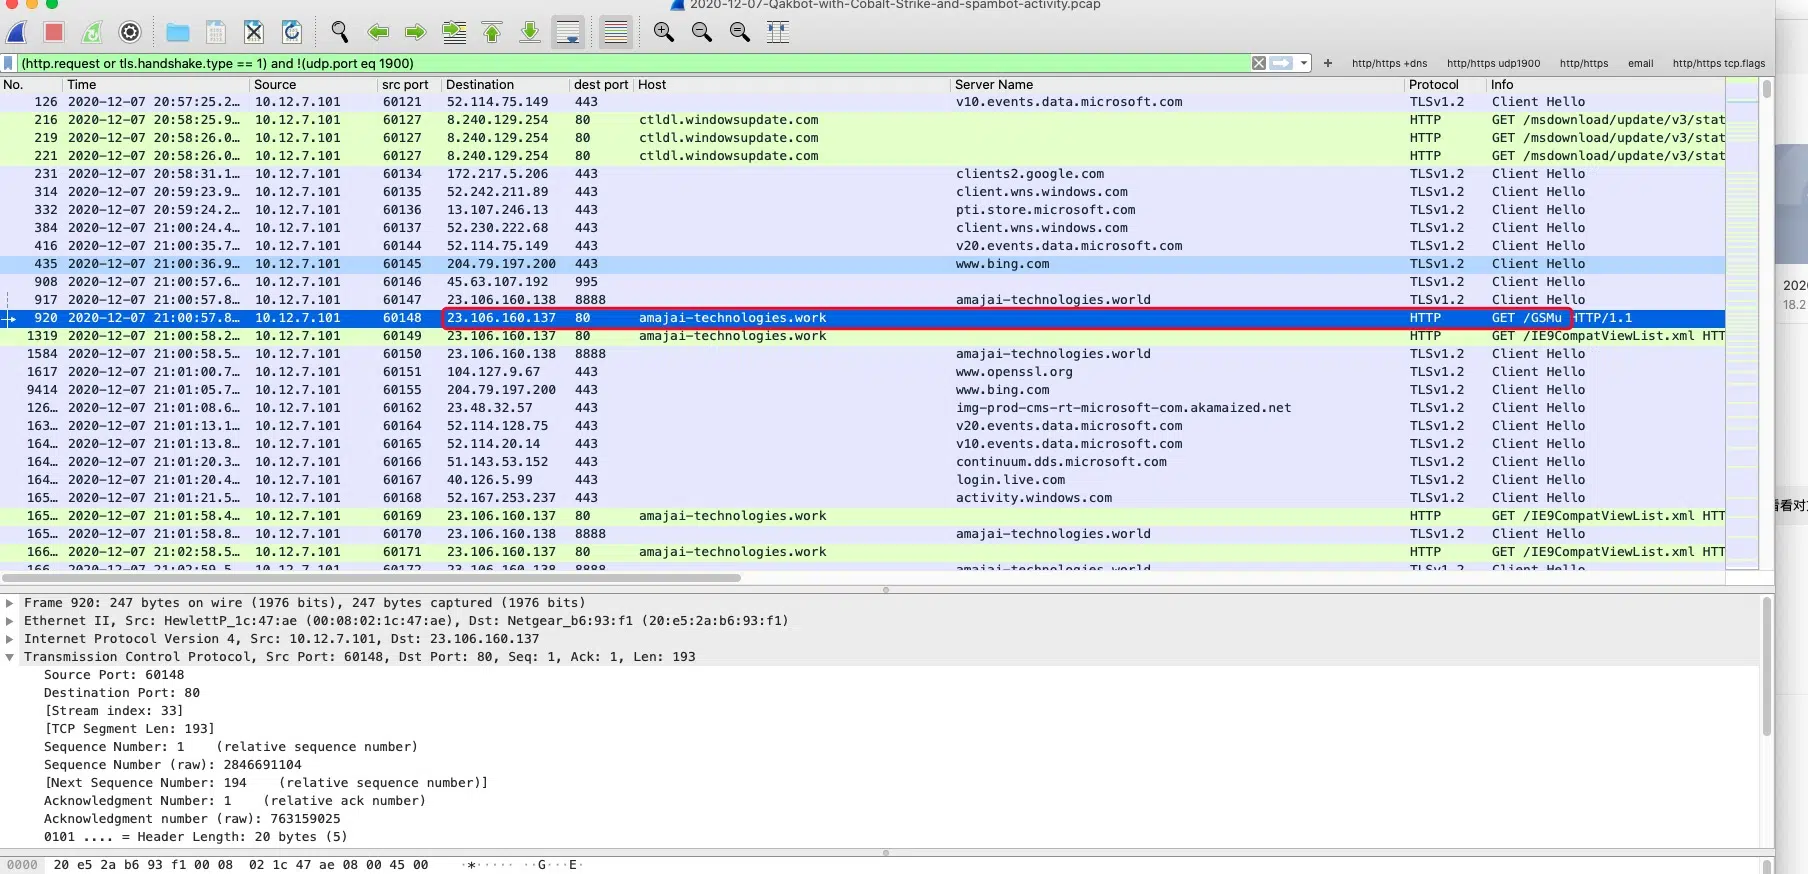 2020-12-07-Qakbot-with-Cobalt-Strike-and-spambot-activity.pcap
(http.request or tls.handshake.type == 1) and !(udp.port eq 1900) + http/https +dns http/https udp1900 http/https email http/https tcp.flags
No. Time Source src port Destination dest port Host Server Name Protocol Info
126 2020-12-07 20:57:25.2… 10.12.7.101 60121 52.114.75.149 443 v10.events.data.microsoft.com TLSv1.2 Client Hello
216 2020-12-07 20:58:25.9… 10.12.7.101 60127 8.240.129.254 80 ctldl.windowsupdate.com HTTP GET /msdownload/update/v3/stat
219 2020-12-07 20:58:26.0… 10.12.7.101 60127 8.240.129.254 80 ctldl.windowsupdate.com HTTP GET /msdownload/update/v3/stat
221 2020-12-07 20:58:26.0… 10.12.7.101 60127 8.240.129.254 80 ctldl.windowsupdate.com HTTP GET /msdownload/update/v3/stat
231 2020-12-07 20:58:31.1… 10.12.7.101 60134 172.217.5.206 443 clients2.google.com TLSv1.2 Client Hello
314 2020-12-07 20:59:23.9… 10.12.7.101 60135 52.242.211.89 443 client.wns.windows.com TLSv1.2 Client Hello
332 2020-12-07 20:59:24.2… 10.12.7.101 60136 13.107.246.13 443 pti.store.microsoft.com TLSv1.2 Client Hello
384 2020-12-07 21:00:24.4… 10.12.7.101 60137 52.230.222.68 443 client.wns.windows.com TLSv1.2 Client Hello
416 2020-12-07 21:00:35.7… 10.12.7.101 60144 52.114.75.149 443 v20.events.data.microsoft.com TLSv1.2 Client Hello
435 2020-12-07 21:00:36.9… 10.12.7.101 60145 204.79.197.200 443 www.bing.com TLSv1.2 Client Hello
908 2020-12-07 21:00:57.6… 10.12.7.101 60146 45.63.107.192 995 TLSv1.2 Client Hello
917 2020-12-07 21:00:57.8… 10.12.7.101 60147 23.106.160.138 8888 amajai-technologies.world TLSv1.2 Client Hello
920 2020-12-07 21:00:57.8… 10.12.7.101 60148 23.106.160.137 80 amajai-technologies.work HTTP GET /GSMu HTTP/1.1
1319 2020-12-07 21:00:58.2… 10.12.7.101 60149 23.106.160.137 80 amajai-technologies.work HTTP GET /IE9CompatViewList.xml HTT
1584 2020-12-07 21:00:58.5… 10.12.7.101 60150 23.106.160.138 8888 amajai-technologies.world TLSv1.2 Client Hello
1617 2020-12-07 21:01:00.7… 10.12.7.101 60151 104.127.9.67 443 www.openssl.org TLSv1.2 Client Hello
9414 2020-12-07 21:01:05.7… 10.12.7.101 60155 204.79.197.200 443 www.bing.com TLSv1.2 Client Hello
126… 2020-12-07 21:01:08.6… 10.12.7.101 60162 23.48.32.57 443 img-prod-cms-rt-microsoft-com.akamaized.net TLSv1.2 Client Hello
163… 2020-12-07 21:01:13.1… 10.12.7.101 60164 52.114.128.75 443 v20.events.data.microsoft.com TLSv1.2 Client Hello
164… 2020-12-07 21:01:13.8… 10.12.7.101 60165 52.114.20.14 443 v10.events.data.microsoft.com TLSv1.2 Client Hello
164… 2020-12-07 21:01:20.3… 10.12.7.101 60166 51.143.53.152 443 continuum.dds.microsoft.com TLSv1.2 Client Hello
164… 2020-12-07 21:01:20.4… 10.12.7.101 60167 40.126.5.99 443 login.live.com TLSv1.2 Client Hello
165… 2020-12-07 21:01:21.5… 10.12.7.101 60168 52.167.253.237 443 activity.windows.com TLSv1.2 Client Hello
165… 2020-12-07 21:01:58.4… 10.12.7.101 60169 23.106.160.137 80 amajai-technologies.work HTTP GET /IE9CompatViewList.xml HTT
165… 2020-12-07 21:01:58.8… 10.12.7.101 60170 23.106.160.138 8888 amajai-technologies.world TLSv1.2 Client Hello
166… 2020-12-07 21:02:58.5… 10.12.7.101 60171 23.106.160.137 80 amajai-technologies.work HTTP GET /IE9CompatViewList.xml HTT
166… 2020-12-07 21:02:59.5… 10.12.7.101 60172 23.106.160.138 8888 amajai-technologies.world TLSv1.2 Client Hello
Frame 920: 247 bytes on wire (1976 bits), 247 bytes captured (1976 bits)
Ethernet II, Src: HewlettP_1c:47:ae (00:08:02:1c:47:ae), Dst: Netgear_b6:93:f1 (20:e5:2a:b6:93:f1)
Internet Protocol Version 4, Src: 10.12.7.101, Dst: 23.106.160.137
Transmission Control Protocol, Src Port: 60148, Dst Port: 80, Seq: 1, Ack: 1, Len: 193
Source Port: 60148
Destination Port: 80
[Stream index: 33]
[TCP Segment Len: 193]
Sequence Number: 1 (relative sequence number)
Sequence Number (raw): 2846691104
[Next Sequence Number: 194 (relative sequence number)]
Acknowledgment Number: 1 (relative ack number)
Acknowledgment number (raw): 763159025
0101 .... = Header Length: 20 bytes (5)
0000 20 e5 2a b6 93 f1 00 08 02 1c 47 ae 08 00 45 00 ·*····· ··G···E·
202
18.2
看对